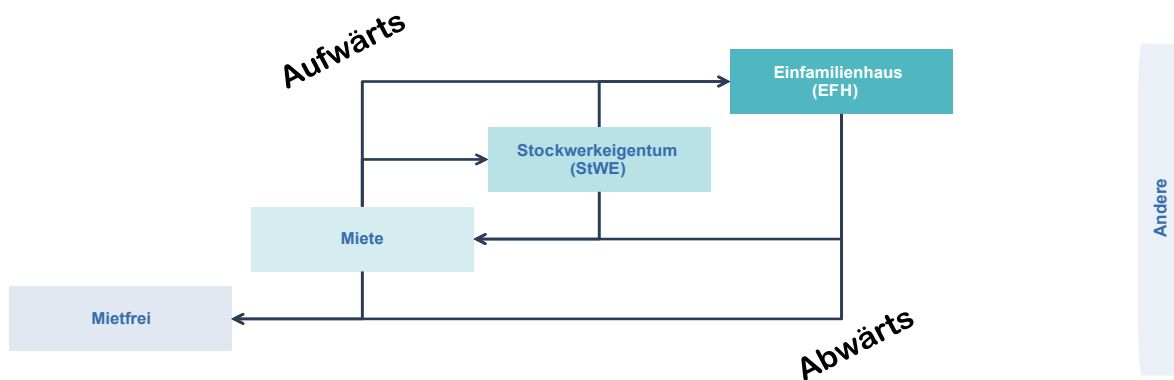 Aufwärts
Einfamilienhaus
(EFH)
Stockwerkeigentum
(StWE)
Miete
Mietfrei
Abwärts
Andere